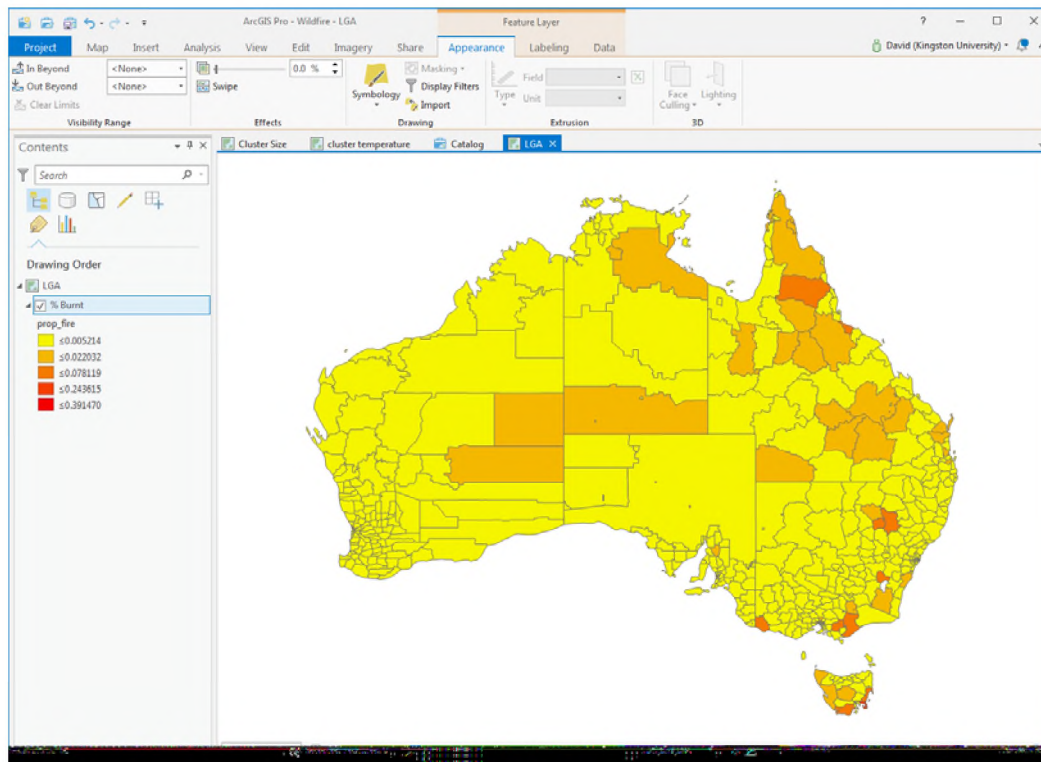 ArcGIS Pro - Wildfire - LGA
Feature Layer
?
Project Map Insert Analysis View Edit Imagery Share Appearance Labeling Data
David (Kingston University)
In Beyond <None>
Out Beyond <None>
Clear Limits
Visibility Range
0.0 %
Swipe
Effects
Symbology
Masking
Display Filters
Import
Drawing
Type
Field
Unit
Extrusion
Face Culling
Lighting
3D
Contents
Cluster Size cluster temperature Catalog LGA
Search
Drawing Order
LGA
% Burnt
prop_fire
≤0.005214
≤0.022032
≤0.078119
≤0.243615
≤0.391470